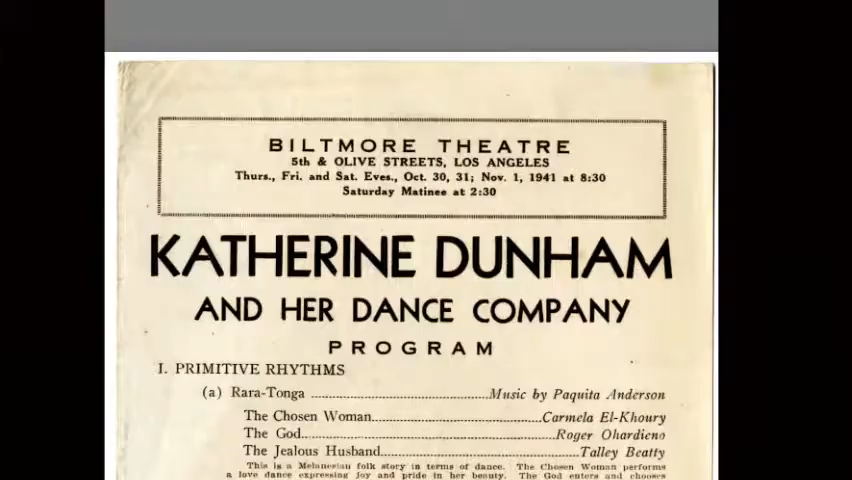 BILTMORE THEATRE
5th & OLIVE STREETS, LOS ANGELES
Thurs., Fri. and Sat. Eves., Oct. 30, 31; Nov. 1, 1941 at 8:30
Saturday Matinee at 2:30
KATHERINE DUNHAM
AND HER DANCE COMPANY
PROGRAM
I. PRIMITIVE RHYTHMS
(a) Rara-Tonga ..........................................Music by Paquita Anderson
The Chosen Woman........................................Carmela El-Khoury
The God............................................................Roger Ohardieno
The Jealous Husband...............................................Talley Beatty
This is a Melanesian folk story in terms of dance. The Chosen Woman performs
a love dance expressing joy and pride in her beauty. The God enters and chooses